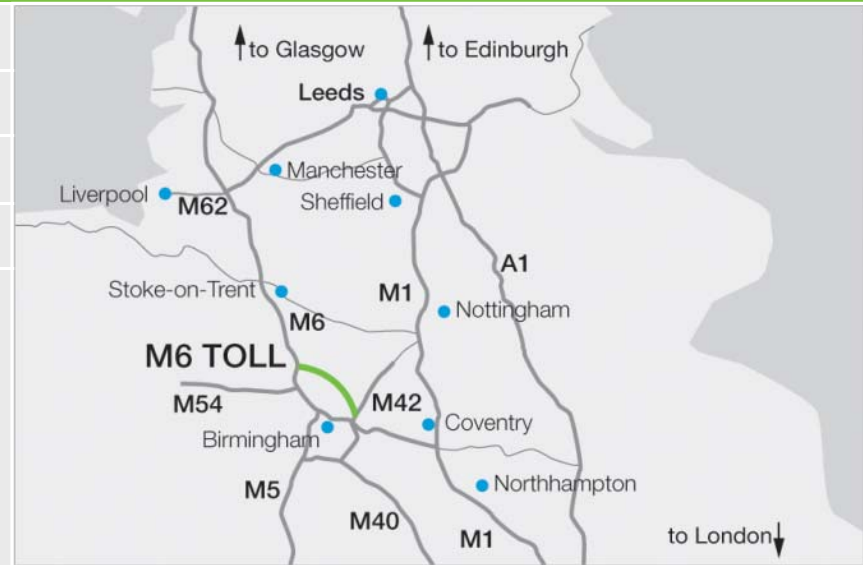 to Glasgow
to Edinburgh
Leeds
Manchester
Liverpool
Sheffield
M62
A1
Stoke-on-Trent
M1
M6
Nottingham
M6 TOLL
M54
M42
Coventry
Birmingham
M5
Northhampton
M40
M1
to London